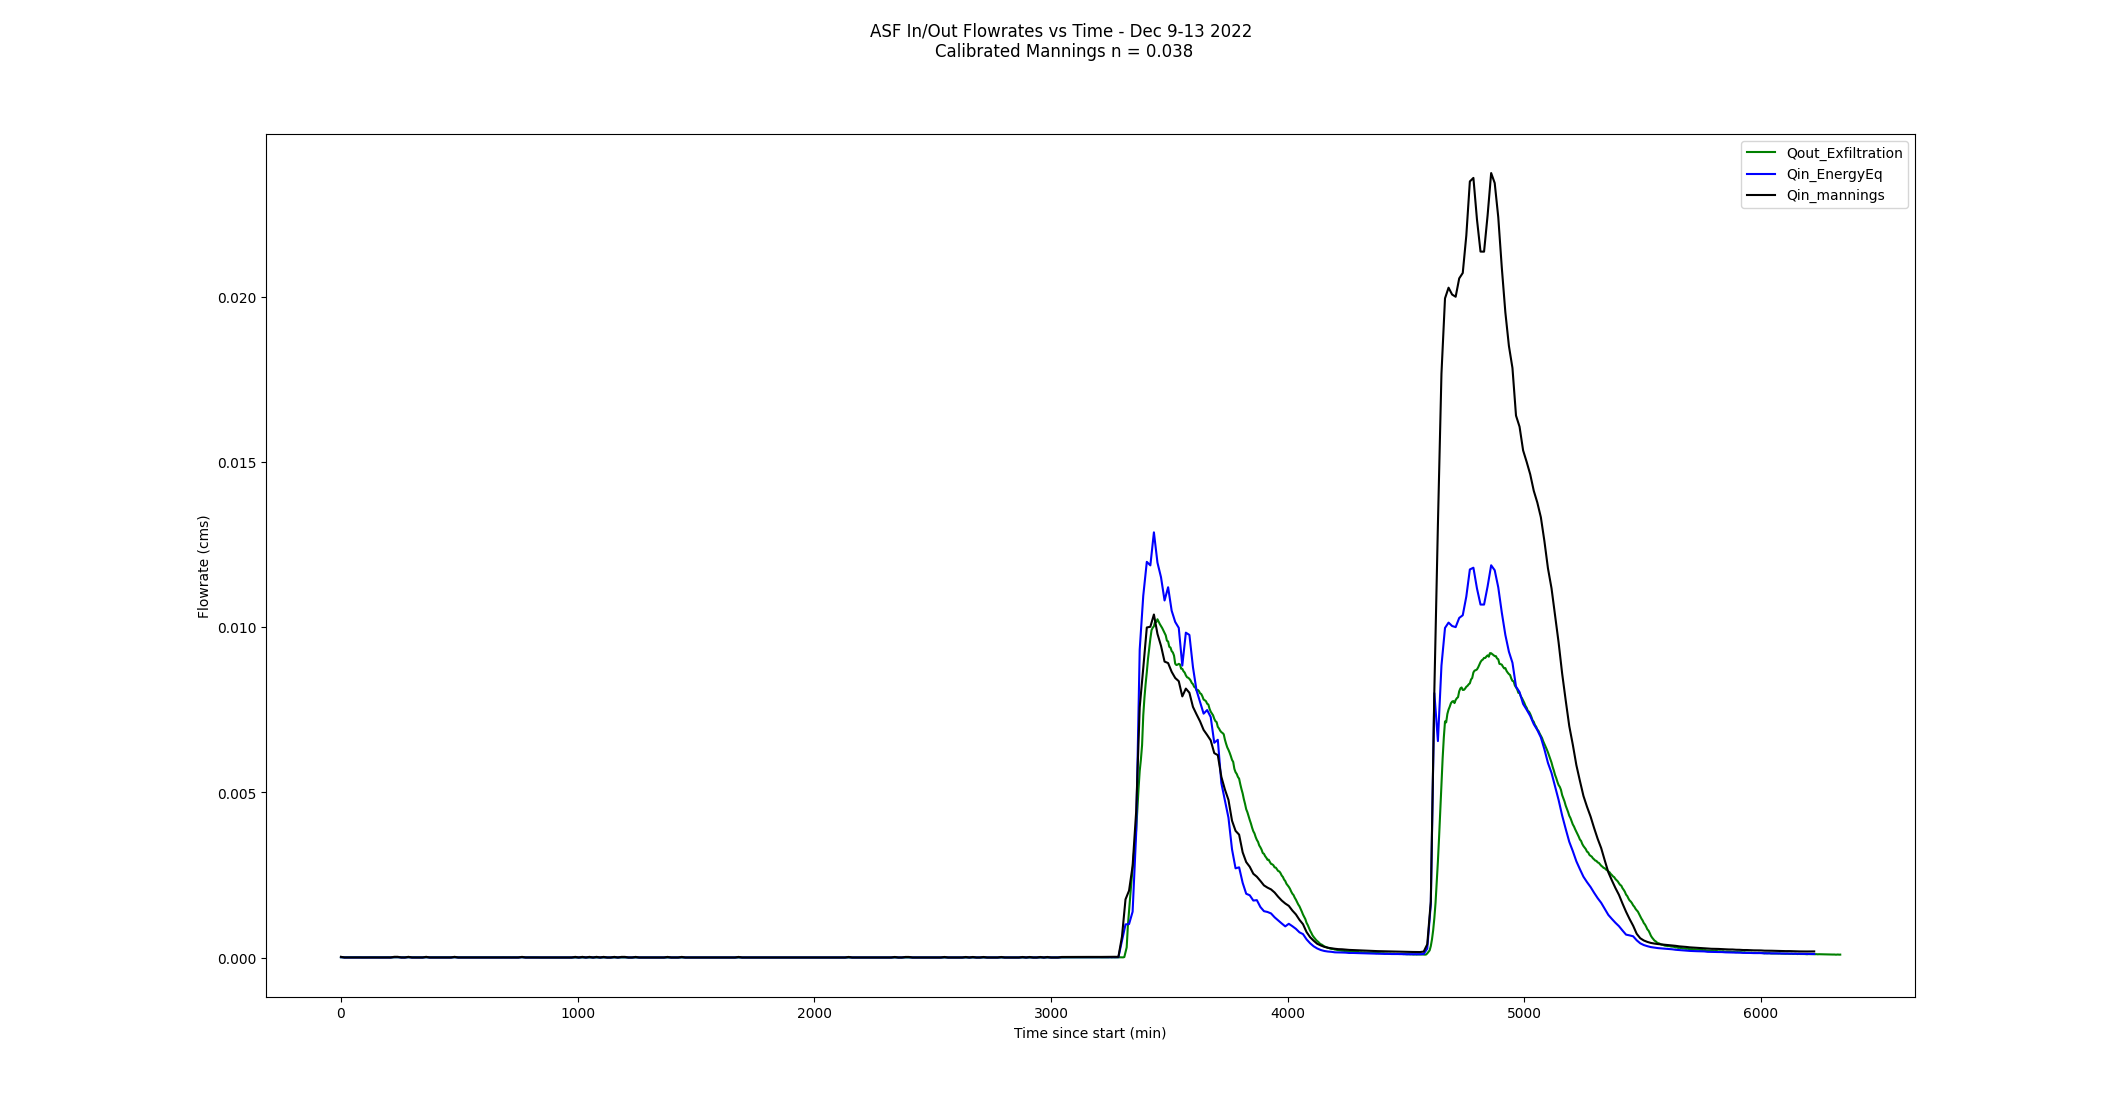 ASF In/Out Flowrates vs Time - Dec 9-13 2022
Calibrated Mannings n = 0.038
Qout_Exfiltration
Qin_EnergyEq
Qin_mannings
0.020
0.015
0.010
0.005
0.000
Flowrate (cms)
0 1000 2000 3000 4000 5000 6000
Time since start (min)